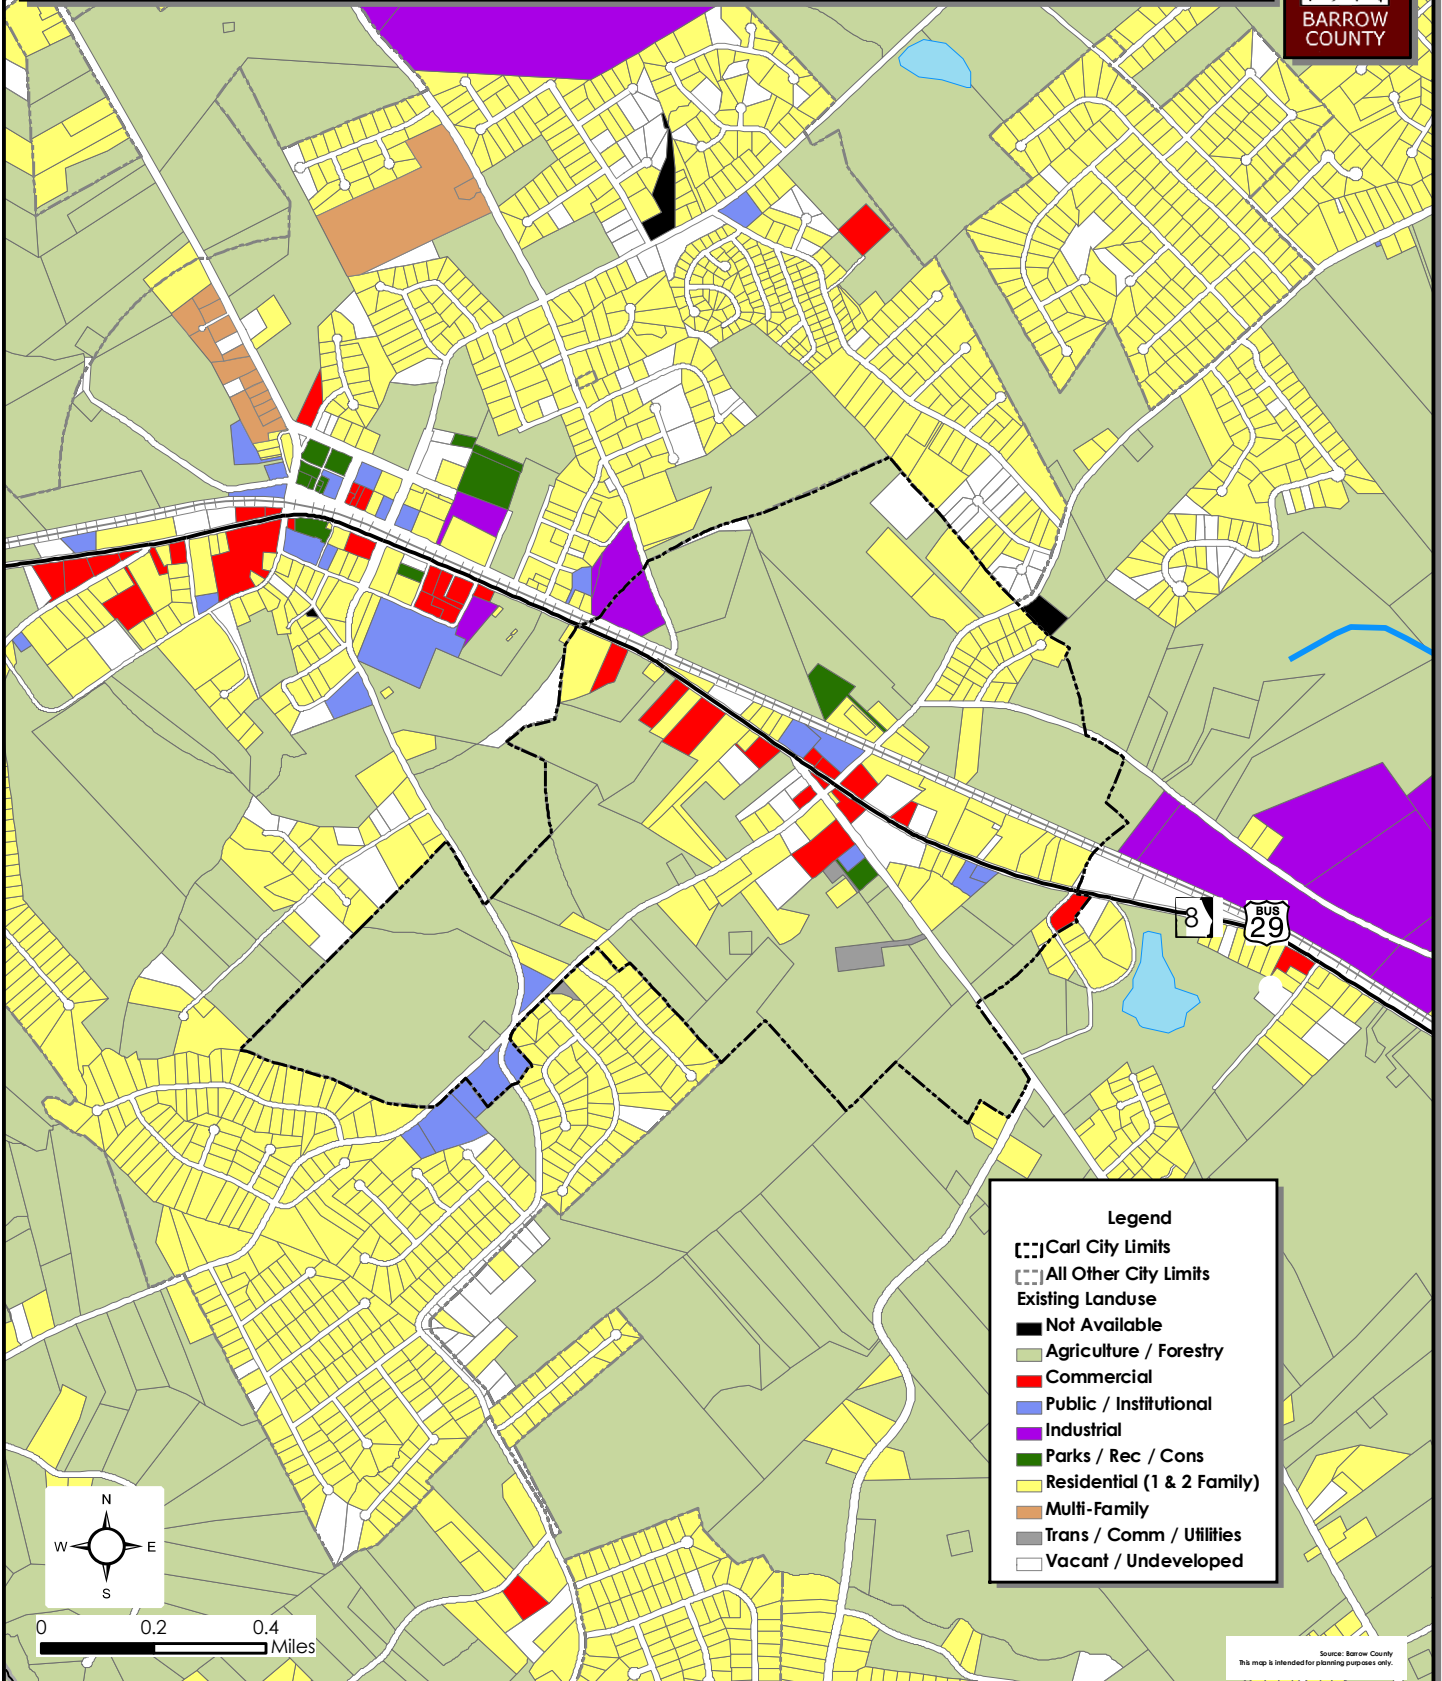 BARROW
COUNTY
8
BUS
29
Legend
Carl City Limits
All Other City Limits
Existing Landuse
Not Available
Agriculture / Forestry
Commercial
Public / Institutional
Industrial
Parks / Rec / Cons
Residential (1 & 2 Family)
Multi-Family
Trans / Comm / Utilities
Vacant / Undeveloped
N
W E
S
0 0.2 0.4
Miles
Source: Barrow County
This map is intended for planning purposes only.